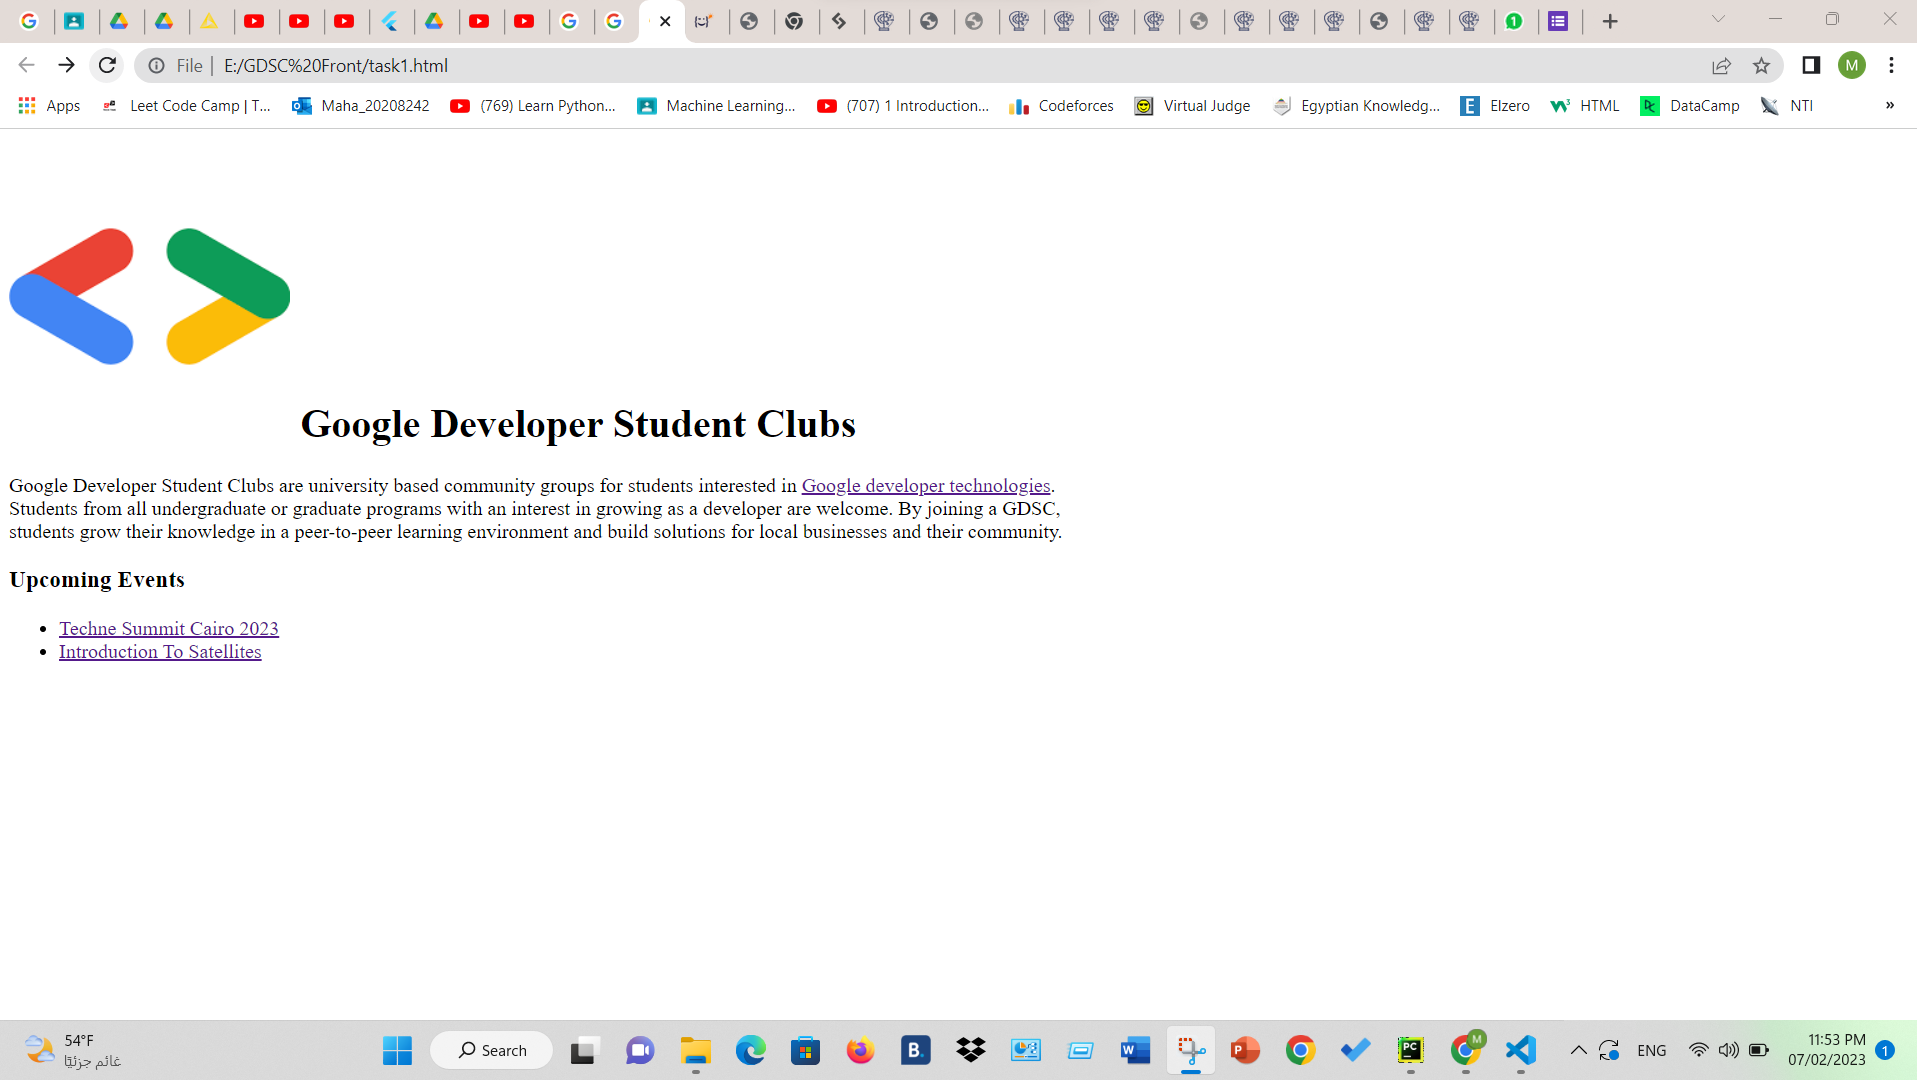 1
File
E:/GDSC%20Front/task1.html
M
Apps
Leet Code Camp | T...
Maha_20208242
(769) Learn Python...
Machine Learning...
(707) 1 Introduction...
Codeforces
Virtual Judge
Egyptian Knowledg...
Elzero
HTML
DataCamp
NTI
»
Google Developer Student Clubs
Google Developer Student Clubs are university based community groups for students interested in Google developer technologies.
Students from all undergraduate or graduate programs with an interest in growing as a developer are welcome. By joining a GDSC,
students grow their knowledge in a peer-to-peer learning environment and build solutions for local businesses and their community.
Upcoming Events
Techne Summit Cairo 2023
Introduction To Satellites
54°F
غائم جزئيًا
Search
ENG
11:53 PM
07/02/2023
1